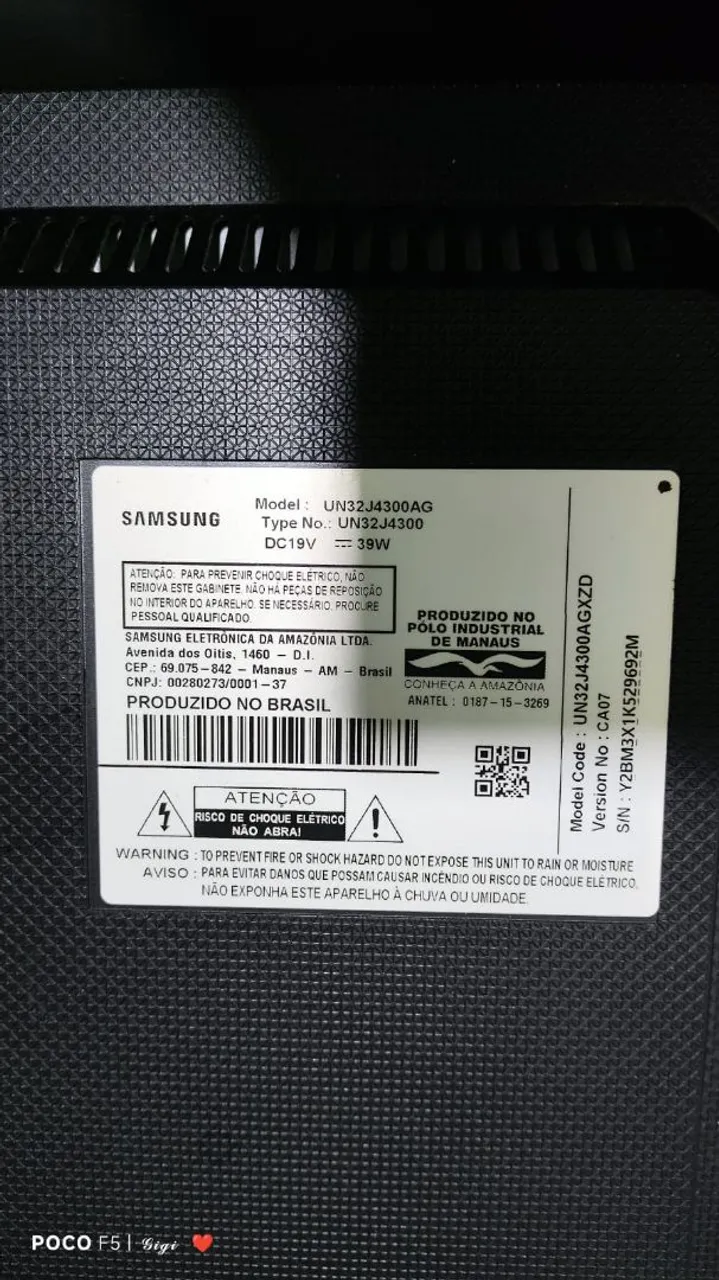 SAMSUNG
Model : UN32J4300AG
Type No.: UN32J4300
DC19V ⎓ 39W
ATENÇÃO: PARA PREVENIR CHOQUE ELÉTRICO, NÃO
REMOVA ESTE GABINETE. NÃO HÁ PEÇAS DE REPOSIÇÃO
NO INTERIOR DO APARELHO. SE NECESSÁRIO, PROCURE
PESSOAL QUALIFICADO.
SAMSUNG ELETRÔNICA DA AMAZÔNIA LTDA.
Avenida dos Oitis, 1460 – D.I.
CEP.: 69.075–842 – Manaus – AM – Brasil
CNPJ: 00280273/0001–37
PRODUZIDO NO BRASIL
PRODUZIDO NO
PÓLO INDUSTRIAL
DE MANAUS
CONHEÇA A AMAZÔNIA
ANATEL : 0187–15–3269
ATENÇÃO
RISCO DE CHOQUE ELÉTRICO
NÃO ABRA!
WARNING : TO PREVENT FIRE OR SHOCK HAZARD DO NOT EXPOSE THIS UNIT TO RAIN OR MOISTURE
AVISO : PARA EVITAR DANOS QUE POSSAM CAUSAR INCÊNDIO OU RISCO DE CHOQUE ELÉTRICO,
NÃO EXPONHA ESTE APARELHO À CHUVA OU UMIDADE.
Model Code : UN32J4300AGXZD
Version No : CA07
S/N : Y2BM3X1K529692M
POCO F5 | Gigi ❤️